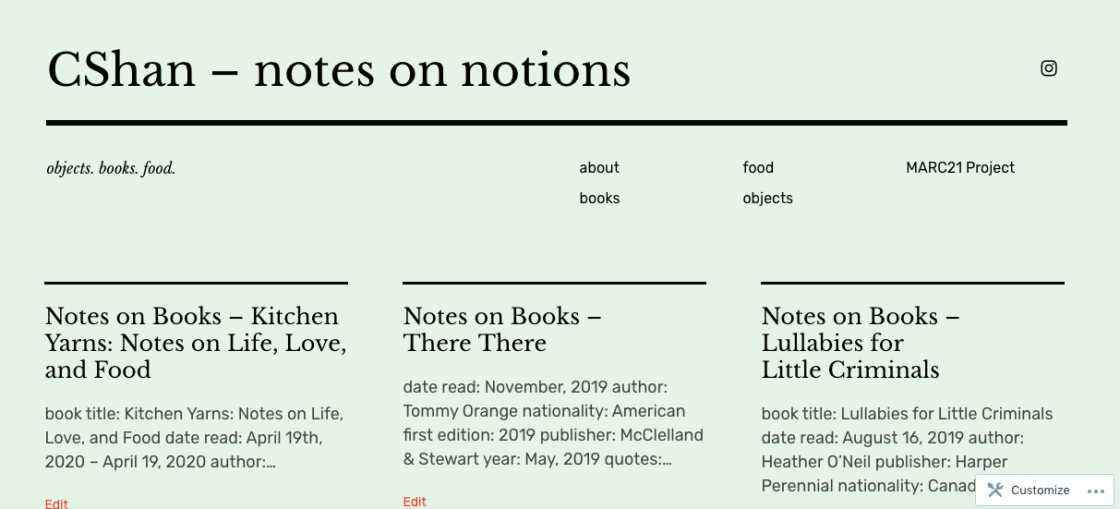 CShan – notes on notions
objects. books. food.
about
food
MARC21 Project
books
objects
Notes on Books – Kitchen
Yarns: Notes on Life, Love,
and Food
book title: Kitchen Yarns: Notes on Life,
Love, and Food date read: April 19th,
2020 – April 19, 2020 author:...
Edit
Notes on Books –
There There
date read: November, 2019 author:
Tommy Orange nationality: American
first edition: 2019 publisher: McClelland
& Stewart year: May, 2019 quotes:...
Edit
Notes on Books –
Lullabies for
Little Criminals
book title: Lullabies for Little Criminals
date read: August 16, 2019 author:
Heather O’Neil publisher: Harper
Perennial nationality: Canad
Customize